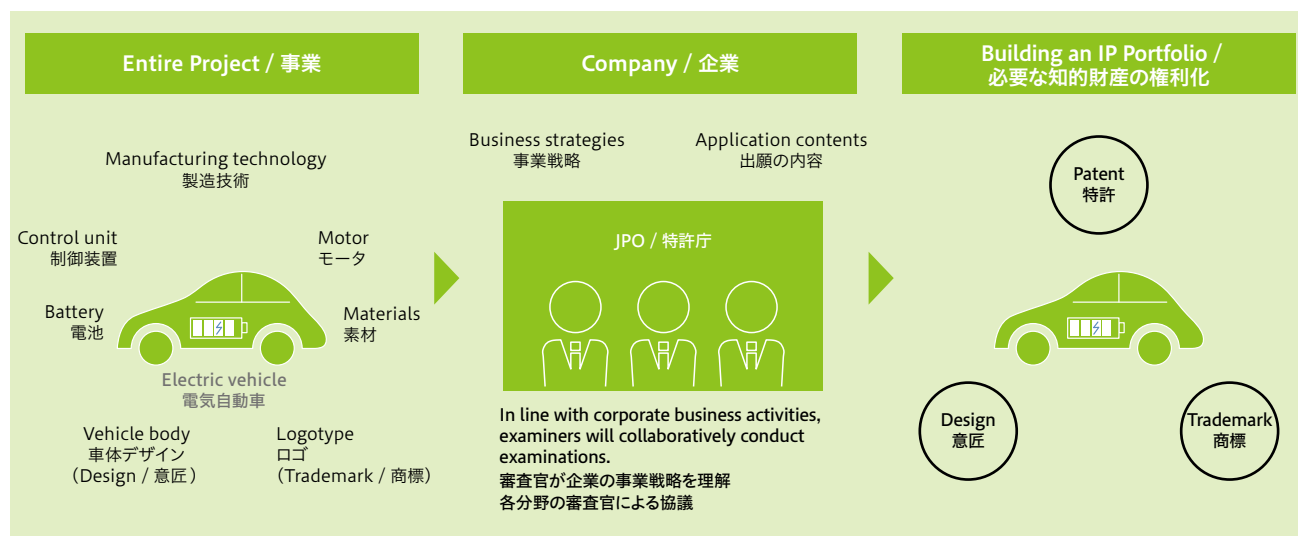 Entire Project / 事業
Manufacturing technology
製造技術
Control unit
制御装置
Motor
モータ
Battery
電池
Materials
素材
Electric vehicle
電気自動車
Vehicle body
車体デザイン
（Design / 意匠）
Logotype
ロゴ
（Trademark / 商標）
Company / 企業
Business strategies
事業戦略
Application contents
出願の内容
JPO / 特許庁
In line with corporate business activities,
examiners will collaboratively conduct
examinations.
審査官が企業の事業戦略を理解
各分野の審査官による協議
Building an IP Portfolio /
必要な知的財産の権利化
Patent
特許
Design
意匠
Trademark
商標